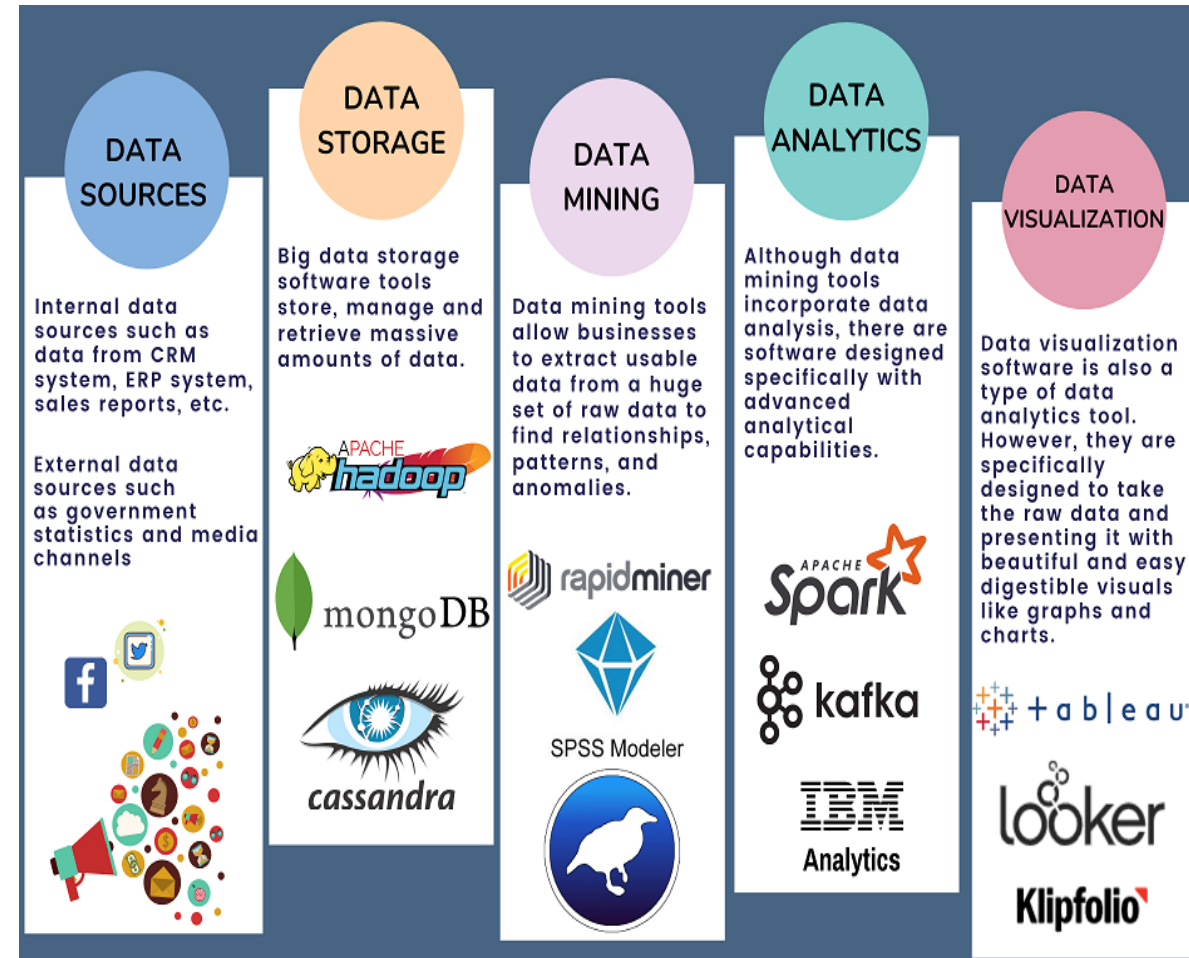 DATA
SOURCES
Internal data
sources such as
data from CRM
system, ERP system,
sales reports, etc.
External data
sources such
as government
statistics and media
channels
f
DATA
STORAGE
Big data storage
software tools
store, manage and
retrieve massive
amounts of data.
APACHE
hadoop
mongoDB
cassandra
DATA
MINING
Data mining tools
allow businesses
to extract usable
data from a huge
set of raw data to
find relationships,
patterns, and
anomalies.
rapidminer
SPSS Modeler
DATA
ANALYTICS
Although data
mining tools
incorporate data
analysis, there are
software designed
specifically with
advanced
analytical
capabilities.
APACHE
Spark
kafka
IBM
Analytics
DATA
VISUALIZATION
Data visualization
software is also a
type of data
analytics tool.
However, they are
specifically
designed to take
the raw data and
presenting it with
beautiful and easy
digestible visuals
like graphs and
charts.
+ableau
looker
Klipfolio